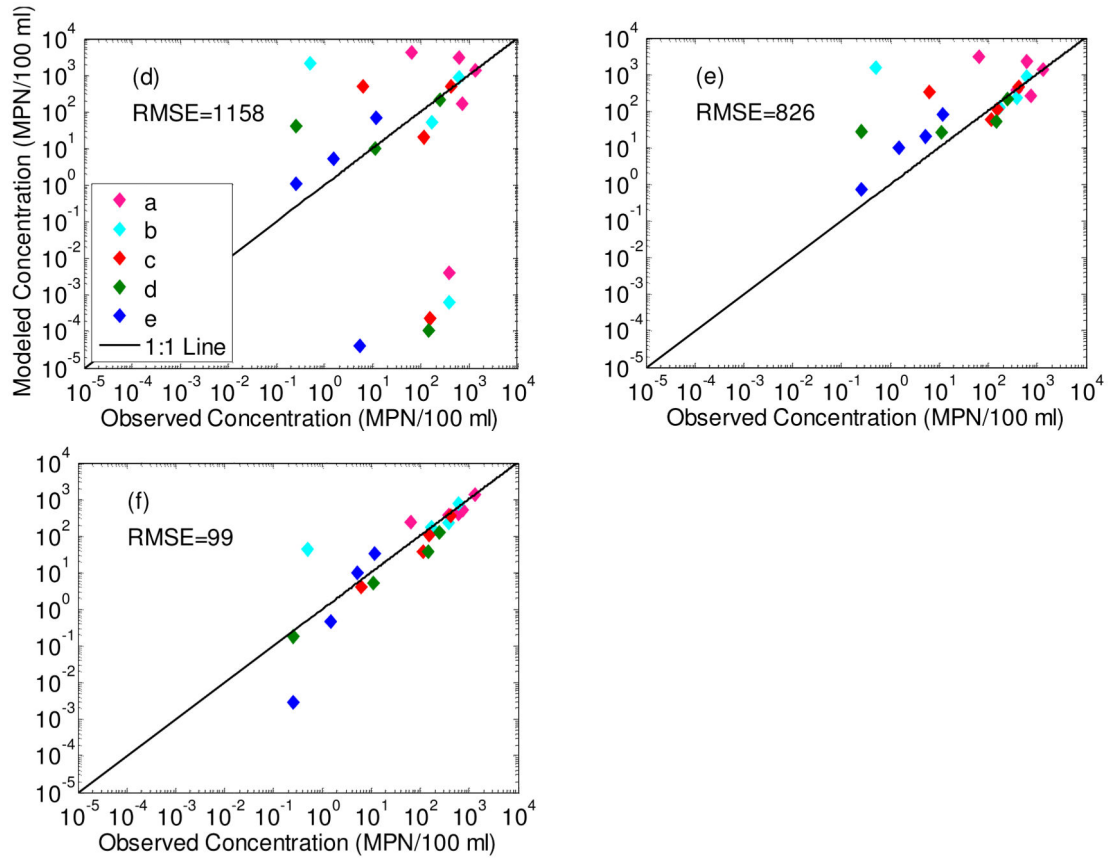 10^4
10^3
10^2
10^1
10^0
10^-1
10^-2
10^-3
10^-4
10^-5
Modeled Concentration (MPN/100 ml)
(d)
RMSE=1158
a
b
c
d
e
1:1 Line
10^-5 10^-4 10^-3 10^-2 10^-1 10^0 10^1 10^2 10^3 10^4
Observed Concentration (MPN/100 ml)
10^4
10^3
10^2
10^1
10^0
10^-1
10^-2
10^-3
10^-4
10^-5
(e)
RMSE=826
10^-5 10^-4 10^-3 10^-2 10^-1 10^0 10^1 10^2 10^3 10^4
Observed Concentration (MPN/100 ml)
10^4
10^3
10^2
10^1
10^0
10^-1
10^-2
10^-3
10^-4
10^-5
(f)
RMSE=99
10^-5 10^-4 10^-3 10^-2 10^-1 10^0 10^1 10^2 10^3 10^4
Observed Concentration (MPN/100 ml)